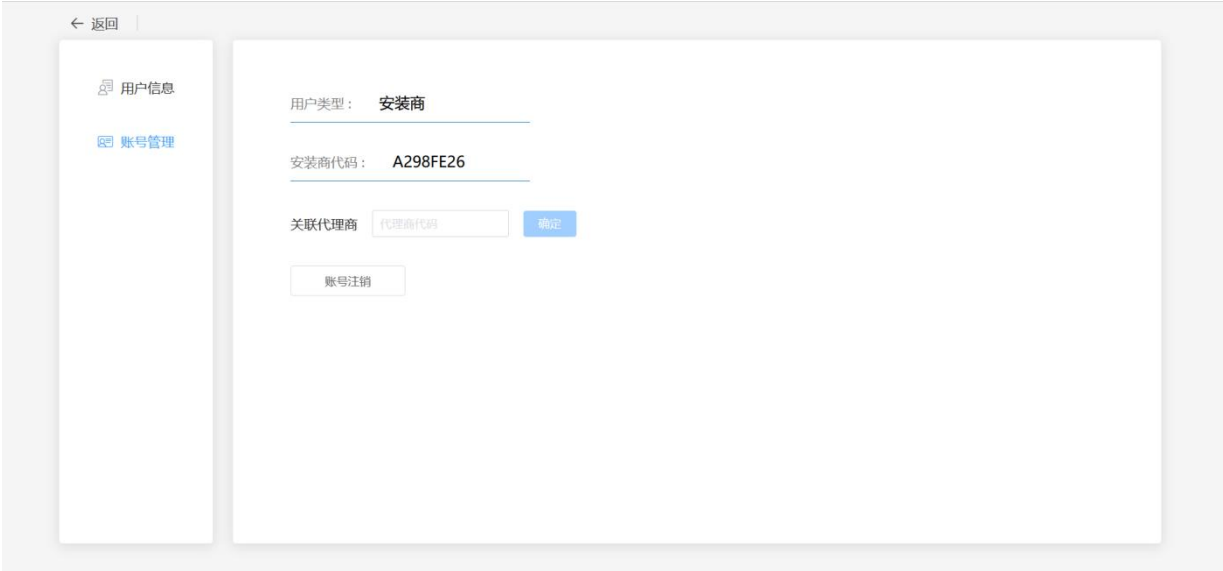 返回
用户信息
账号管理
用户类型： 安装商
安装商代码： A298FE26
关联代理商 代理商代码 确定
账号注销